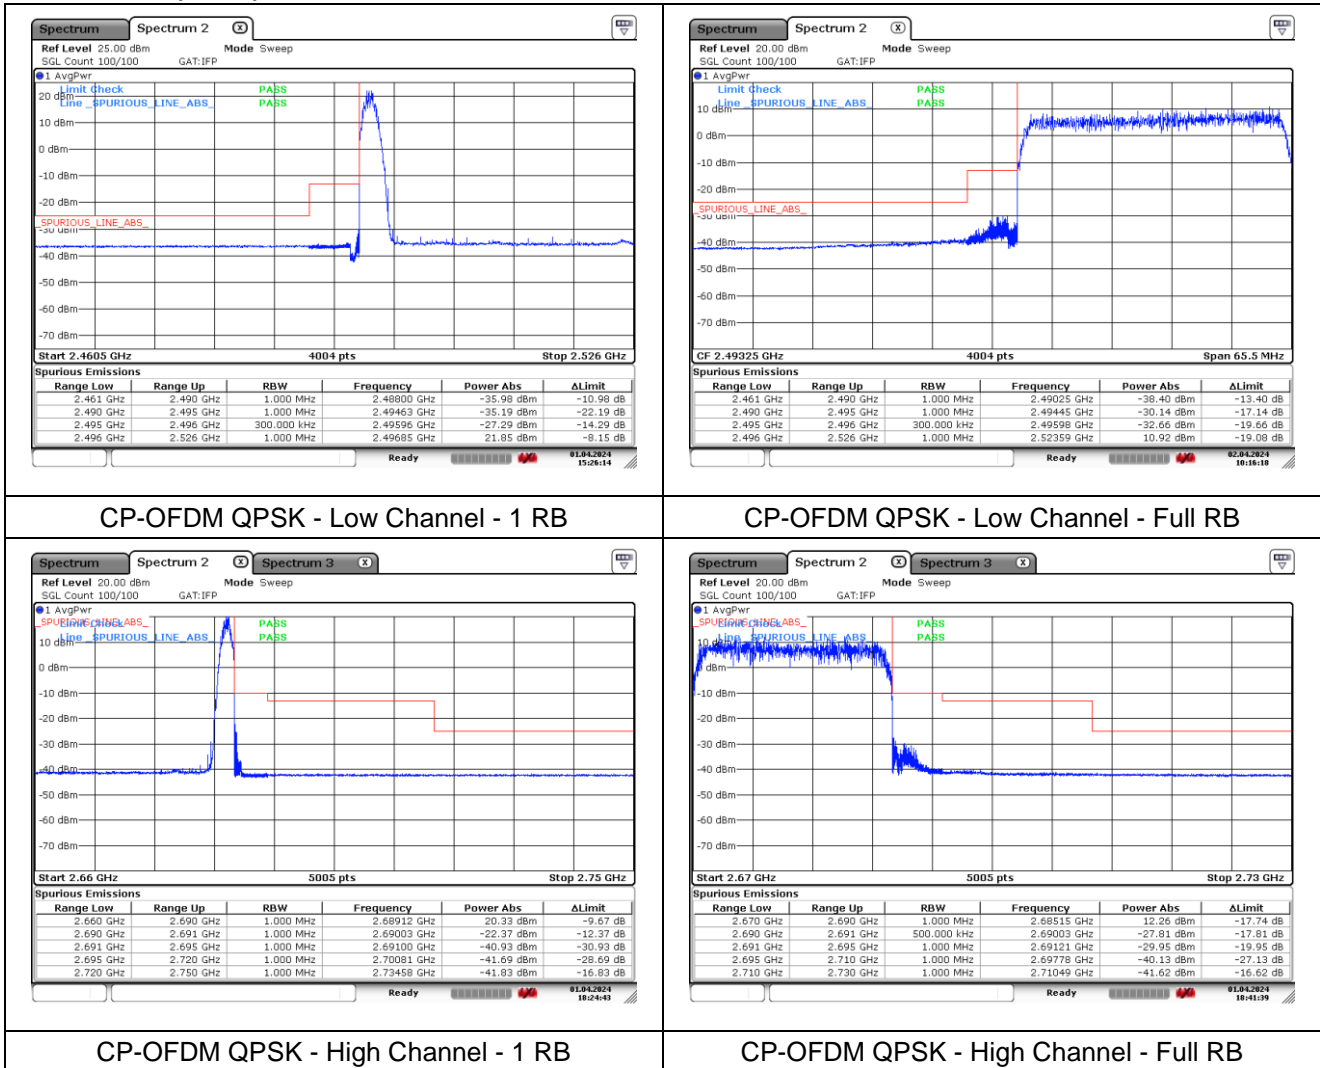 Spectrum Spectrum 2 X
Ref Level 25.00 dBm Mode Sweep
SGL Count 100/100 GAT:IFP
1 AvgPwr
Limit Check PASS
Line _SPURIOUS_LINE_ABS_ PASS
20 dBm
10 dBm
0 dBm
-10 dBm
-20 dBm
_SPURIOUS_LINE_ABS_
-30 dBm
-40 dBm
-50 dBm
-60 dBm
-70 dBm
Start 2.4605 GHz 4004 pts Stop 2.526 GHz
Spurious Emissions
Range Low Range Up RBW Frequency Power Abs ΔLimit
2.461 GHz 2.490 GHz 1.000 MHz 2.48800 GHz -35.98 dBm -10.98 dB
2.490 GHz 2.495 GHz 1.000 MHz 2.49463 GHz -35.19 dBm -22.19 dB
2.495 GHz 2.496 GHz 300.000 kHz 2.49596 GHz -27.29 dBm -14.29 dB
2.496 GHz 2.526 GHz 1.000 MHz 2.49685 GHz 21.85 dBm -8.15 dB
Ready 01.04.2024
15:26:14
CP-OFDM QPSK - Low Channel - 1 RB
Spectrum Spectrum 2 X
Ref Level 20.00 dBm Mode Sweep
SGL Count 100/100 GAT:IFP
1 AvgPwr
Limit Check PASS
Line _SPURIOUS_LINE_ABS_ PASS
10 dBm
0 dBm
-10 dBm
-20 dBm
_SPURIOUS_LINE_ABS_
-30 dBm
-40 dBm
-50 dBm
-60 dBm
-70 dBm
CF 2.49325 GHz 4004 pts Span 65.5 MHz
Spurious Emissions
Range Low Range Up RBW Frequency Power Abs ΔLimit
2.461 GHz 2.490 GHz 1.000 MHz 2.49025 GHz -38.40 dBm -13.40 dB
2.490 GHz 2.495 GHz 1.000 MHz 2.49445 GHz -30.14 dBm -17.14 dB
2.495 GHz 2.496 GHz 300.000 kHz 2.49598 GHz -32.66 dBm -19.66 dB
2.496 GHz 2.526 GHz 1.000 MHz 2.52359 GHz 10.92 dBm -19.08 dB
Ready 02.04.2024
10:16:18
CP-OFDM QPSK - Low Channel - Full RB
Spectrum Spectrum 2 X Spectrum 3 X
Ref Level 20.00 dBm Mode Sweep
SGL Count 100/100 GAT:IFP
1 AvgPwr
_SPURIOUS_LINE_ABS_
Limit Check PASS
Line _SPURIOUS_LINE_ABS_ PASS
10 dBm
0 dBm
-10 dBm
-20 dBm
-30 dBm
-40 dBm
-50 dBm
-60 dBm
-70 dBm
Start 2.66 GHz 5005 pts Stop 2.75 GHz
Spurious Emissions
Range Low Range Up RBW Frequency Power Abs ΔLimit
2.660 GHz 2.690 GHz 1.000 MHz 2.68912 GHz 20.33 dBm -9.67 dB
2.690 GHz 2.691 GHz 1.000 MHz 2.69003 GHz -22.37 dBm -12.37 dB
2.691 GHz 2.695 GHz 1.000 MHz 2.69100 GHz -40.93 dBm -30.93 dB
2.695 GHz 2.720 GHz 1.000 MHz 2.70081 GHz -41.69 dBm -28.69 dB
2.720 GHz 2.750 GHz 1.000 MHz 2.73458 GHz -41.83 dBm -16.83 dB
Ready 01.04.2024
18:24:43
CP-OFDM QPSK - High Channel - 1 RB
Spectrum Spectrum 2 X Spectrum 3 X
Ref Level 20.00 dBm Mode Sweep
SGL Count 100/100 GAT:IFP
1 AvgPwr
_SPURIOUS_LINE_ABS_
Limit Check PASS
Line _SPURIOUS_LINE_ABS_ PASS
10 dBm
0 dBm
-10 dBm
-20 dBm
-30 dBm
-40 dBm
-50 dBm
-60 dBm
-70 dBm
Start 2.67 GHz 5005 pts Stop 2.73 GHz
Spurious Emissions
Range Low Range Up RBW Frequency Power Abs ΔLimit
2.670 GHz 2.690 GHz 1.000 MHz 2.68515 GHz 12.26 dBm -17.74 dB
2.690 GHz 2.691 GHz 500.000 kHz 2.69003 GHz -27.81 dBm -17.81 dB
2.691 GHz 2.695 GHz 1.000 MHz 2.69121 GHz -29.95 dBm -19.95 dB
2.695 GHz 2.710 GHz 1.000 MHz 2.69778 GHz -40.13 dBm -27.13 dB
2.710 GHz 2.730 GHz 1.000 MHz 2.71049 GHz -41.62 dBm -16.62 dB
Ready 01.04.2024
18:41:39
CP-OFDM QPSK - High Channel - Full RB